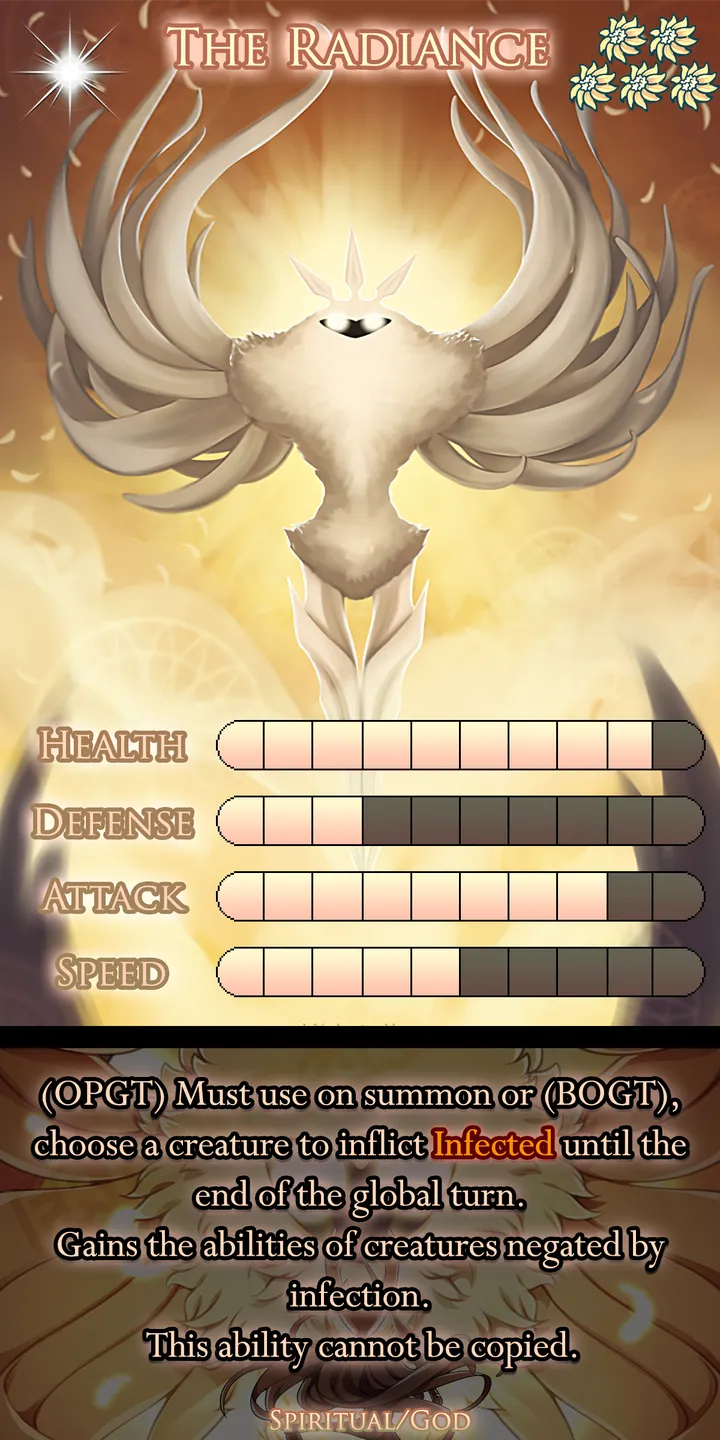 The Radiance
Health
Defense
Attack
Speed
(OPGT) Must use on summon or (BOGT),
choose a creature to inflict Infected until the
end of the global turn.
Gains the abilities of creatures negated by
infection.
This ability cannot be copied.
Spiritual/God